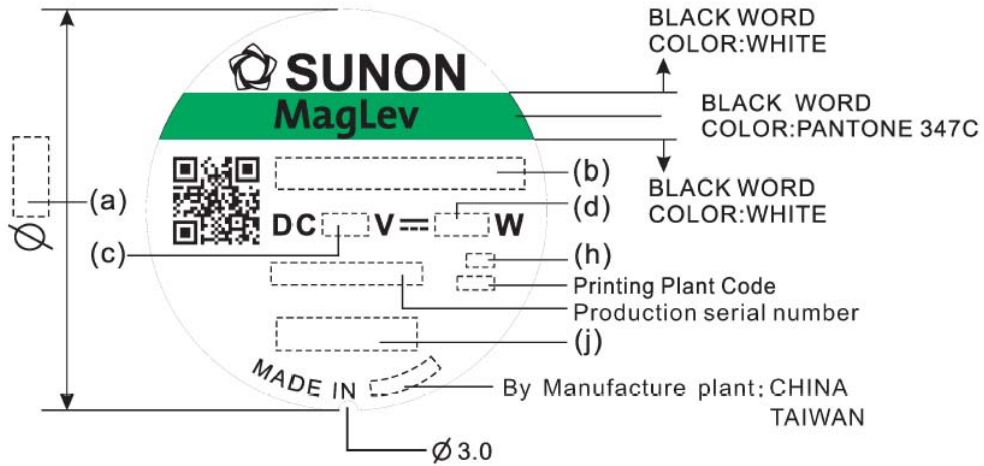 BLACK WORD
COLOR:WHITE
SUNON
MagLev
BLACK WORD
COLOR:PANTONE 347C
(b)
BLACK WORD
COLOR:WHITE
(a)
(d)
DC V⎓ W
(c)
(h)
Ø
Printing Plant Code
Production serial number
(j)
MADE IN
By Manufacture plant: CHINA
TAIWAN
Ø 3.0